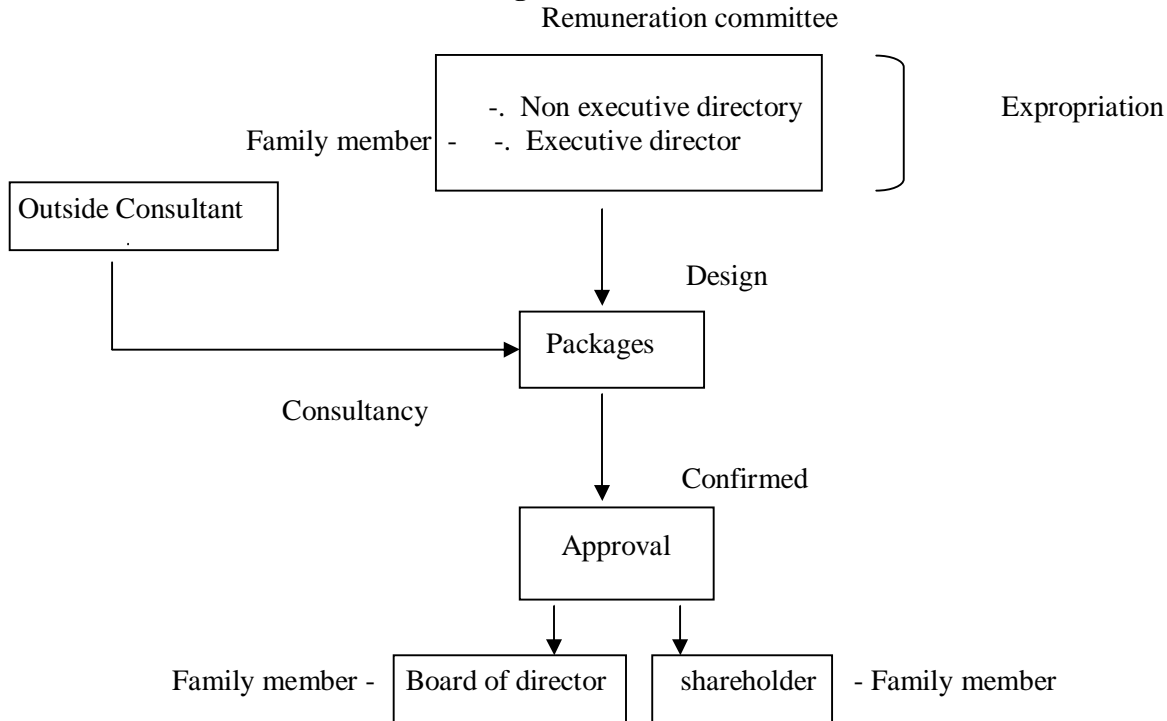 Remuneration committee
-. Non executive directory
Expropriation
Family member - -. Executive director
Outside Consultant
.
Design
Packages
Consultancy
Confirmed
Approval
Family member - Board of director shareholder - Family member